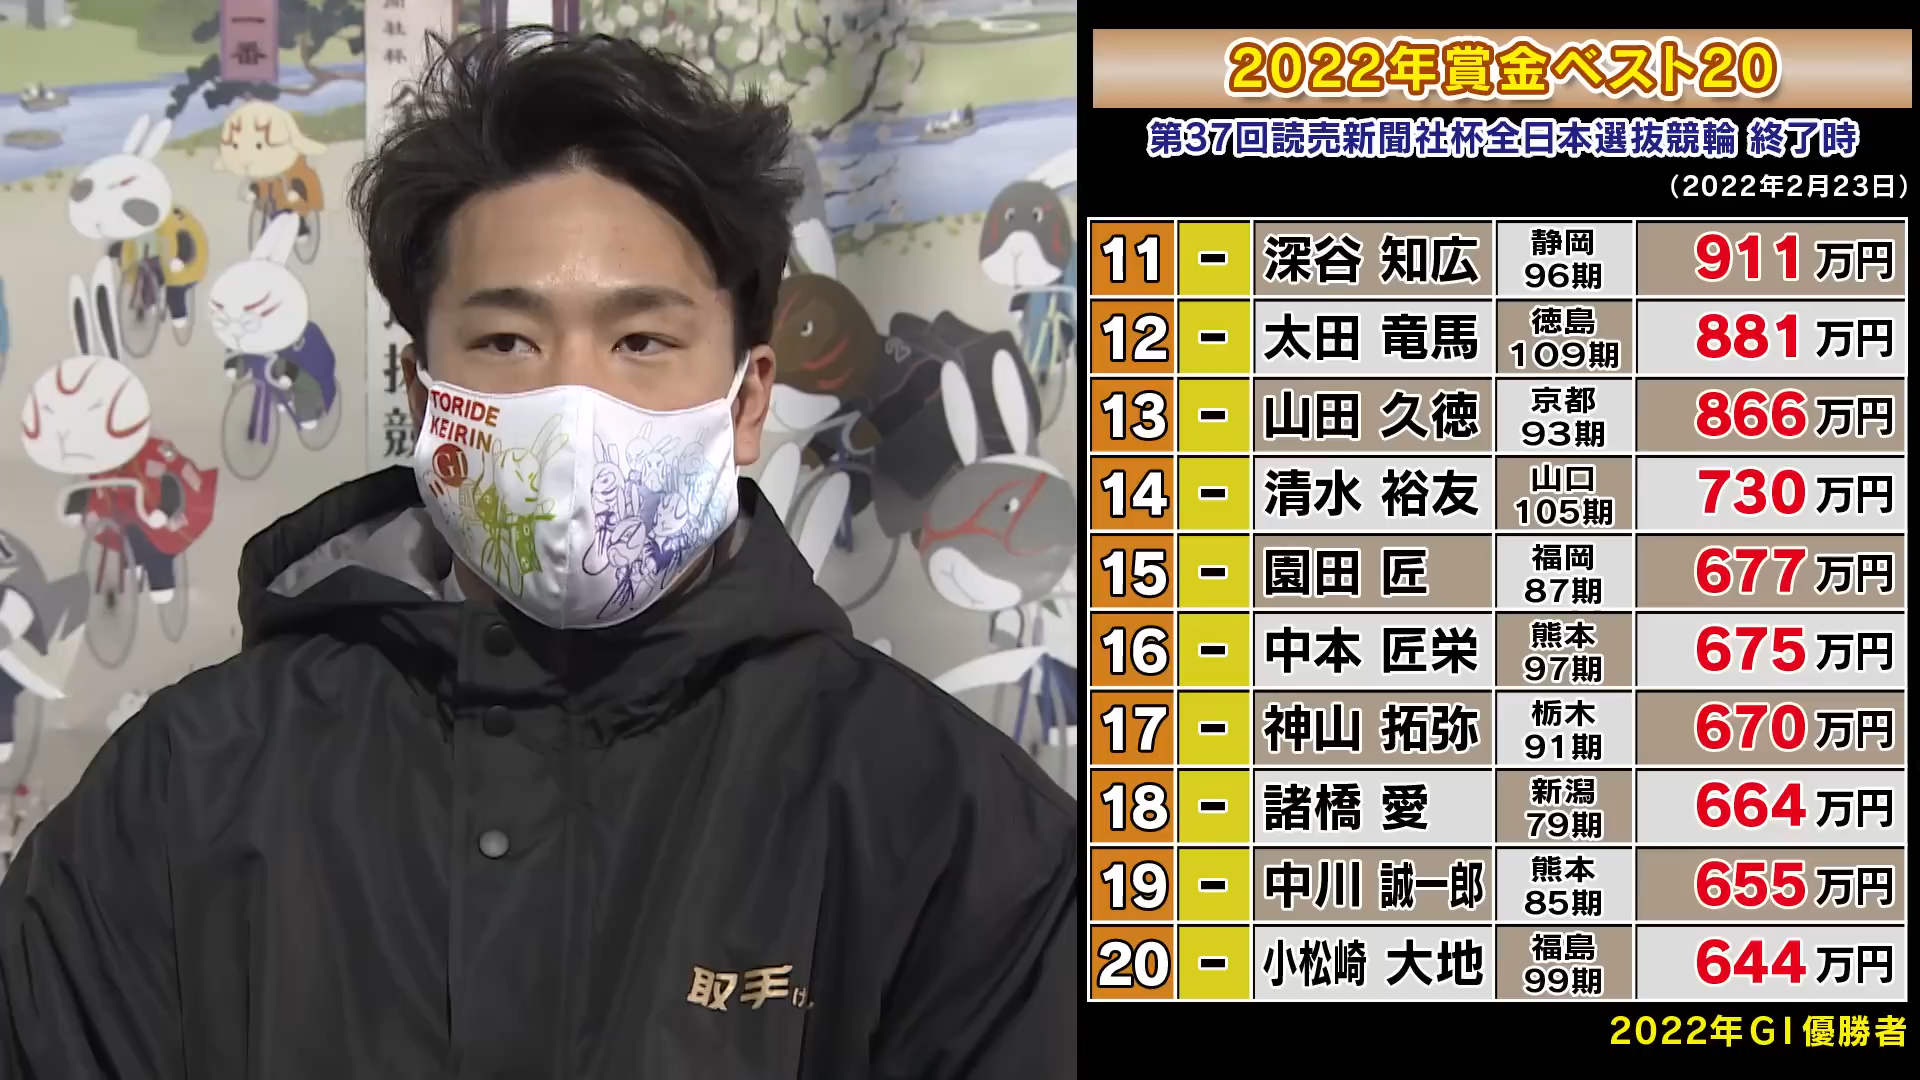 一番
聞社杯
競
TORIDE
KEIRIN
GI
取手け
2022年賞金ベスト20
第37回読売新聞社杯全日本選抜競輪 終了時
(2022年2月23日)
11 - 深谷 知広 静岡 96期 911万円
12 - 太田 竜馬 徳島 109期 881万円
13 - 山田 久徳 京都 93期 866万円
14 - 清水 裕友 山口 105期 730万円
15 - 園田 匠 福岡 87期 677万円
16 - 中本 匠栄 熊本 97期 675万円
17 - 神山 拓弥 栃木 91期 670万円
18 - 諸橋 愛 新潟 79期 664万円
19 - 中川 誠一郎 熊本 85期 655万円
20 - 小松崎 大地 福島 99期 644万円
2022年GI優勝者